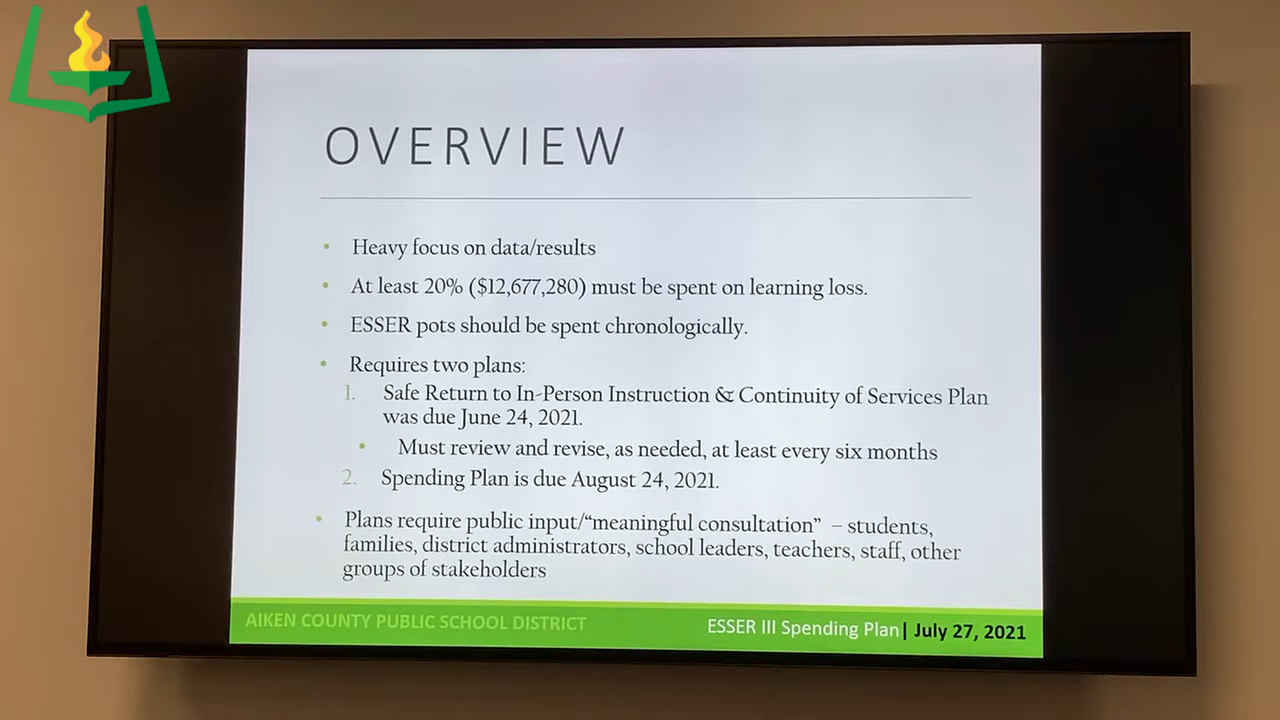 OVERVIEW
• Heavy focus on data/results
• At least 20% ($12,677,280) must be spent on learning loss.
• ESSER pots should be spent chronologically.
• Requires two plans:
1. Safe Return to In-Person Instruction & Continuity of Services Plan
was due June 24, 2021.
• Must review and revise, as needed, at least every six months
2. Spending Plan is due August 24, 2021.
• Plans require public input/“meaningful consultation” – students,
families, district administrators, school leaders, teachers, staff, other
groups of stakeholders
AIKEN COUNTY PUBLIC SCHOOL DISTRICT
ESSER III Spending Plan| July 27, 2021